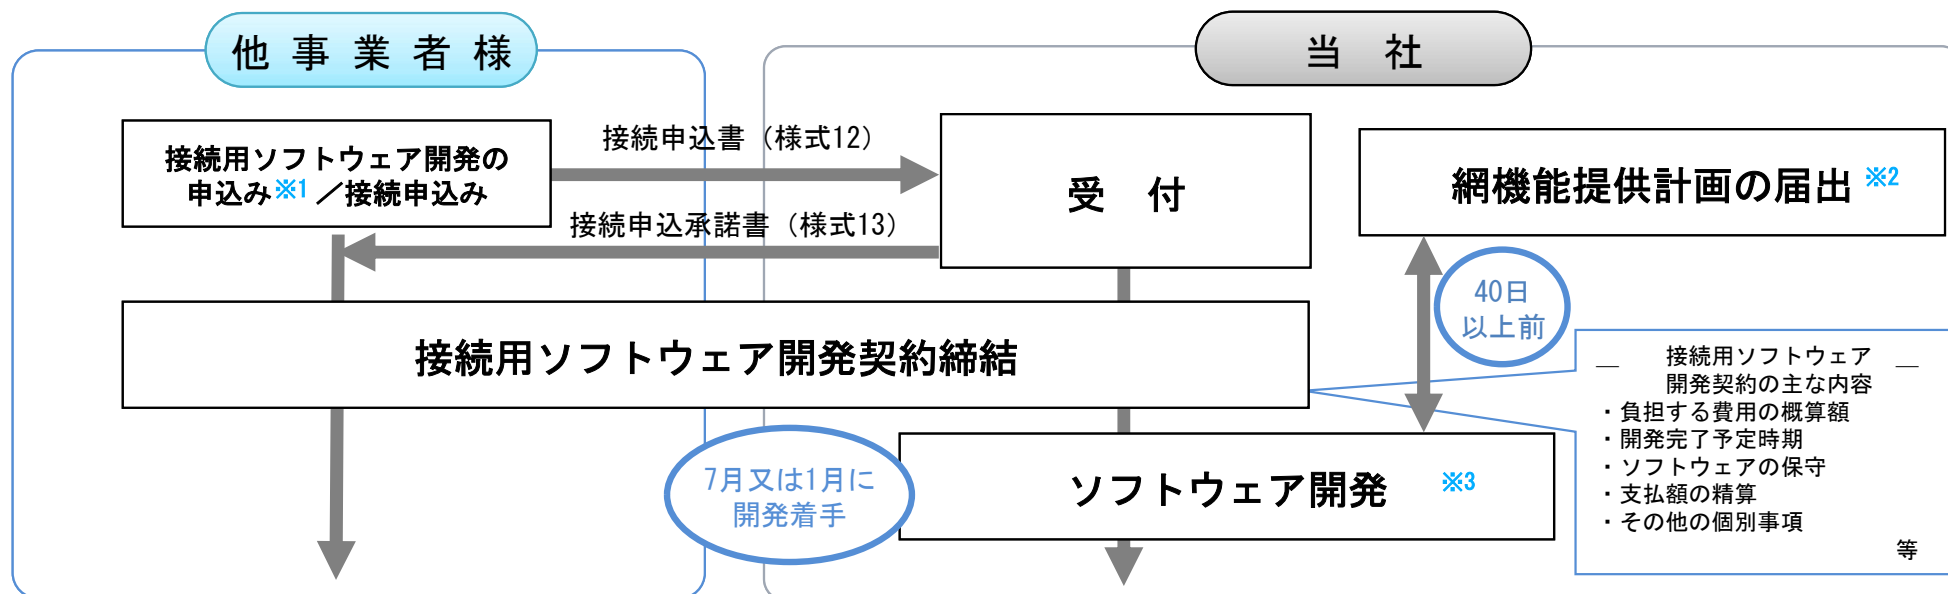 他事業者様
当　社
接続用ソフトウェア開発の
申込み※1／接続申込み
接続申込書（様式12）
接続申込承諾書（様式13）
受　付
網機能提供計画の届出 ※2
40日
以上前
接続用ソフトウェア開発契約締結
接続用ソフトウェア
開発契約の主な内容
・負担する費用の概算額
・開発完了予定時期
・ソフトウェアの保守
・支払額の精算
・その他の個別事項
等
7月又は1月に
開発着手
ソフトウェア開発　※3